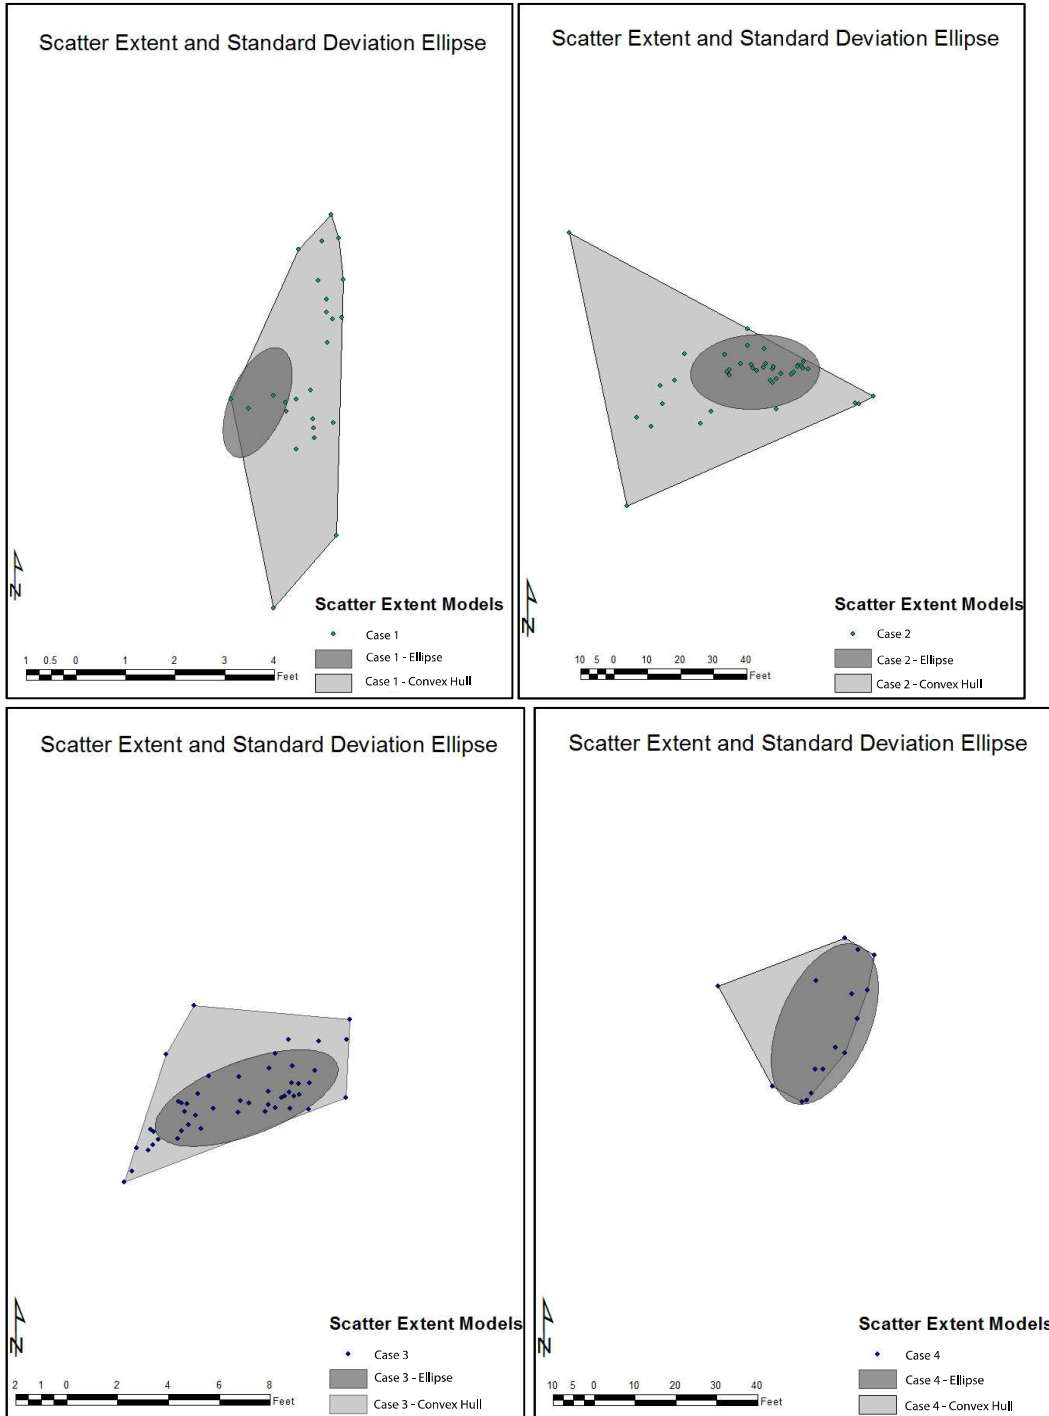 Scatter Extent and Standard Deviation Ellipse
N
Scatter Extent Models
Case 1
Case 1 - Ellipse
Case 1 - Convex Hull
1 0.5 0 1 2 3 4
Feet
Scatter Extent and Standard Deviation Ellipse
N
Scatter Extent Models
Case 2
Case 2 - Ellipse
Case 2 - Convex Hull
10 5 0 10 20 30 40
Feet
Scatter Extent and Standard Deviation Ellipse
N
Scatter Extent Models
Case 3
Case 3 - Ellipse
Case 3 - Convex Hull
2 1 0 2 4 6 8
Feet
Scatter Extent and Standard Deviation Ellipse
N
Scatter Extent Models
Case 4
Case 4 - Ellipse
Case 4 - Convex Hull
10 5 0 10 20 30 40
Feet